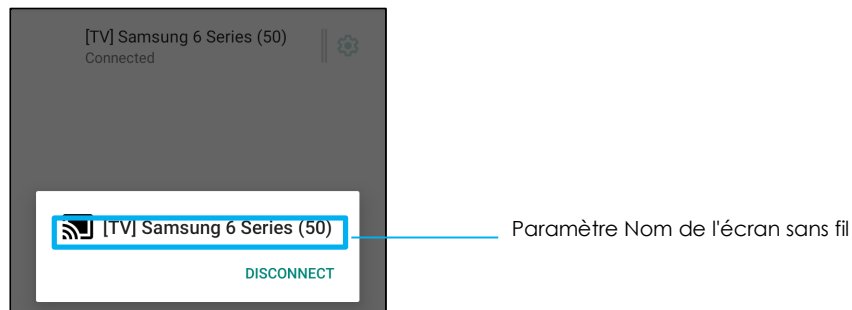 [TV] Samsung 6 Series (50)
Connected
[TV] Samsung 6 Series (50)
Paramètre Nom de l'écran sans fil
DISCONNECT